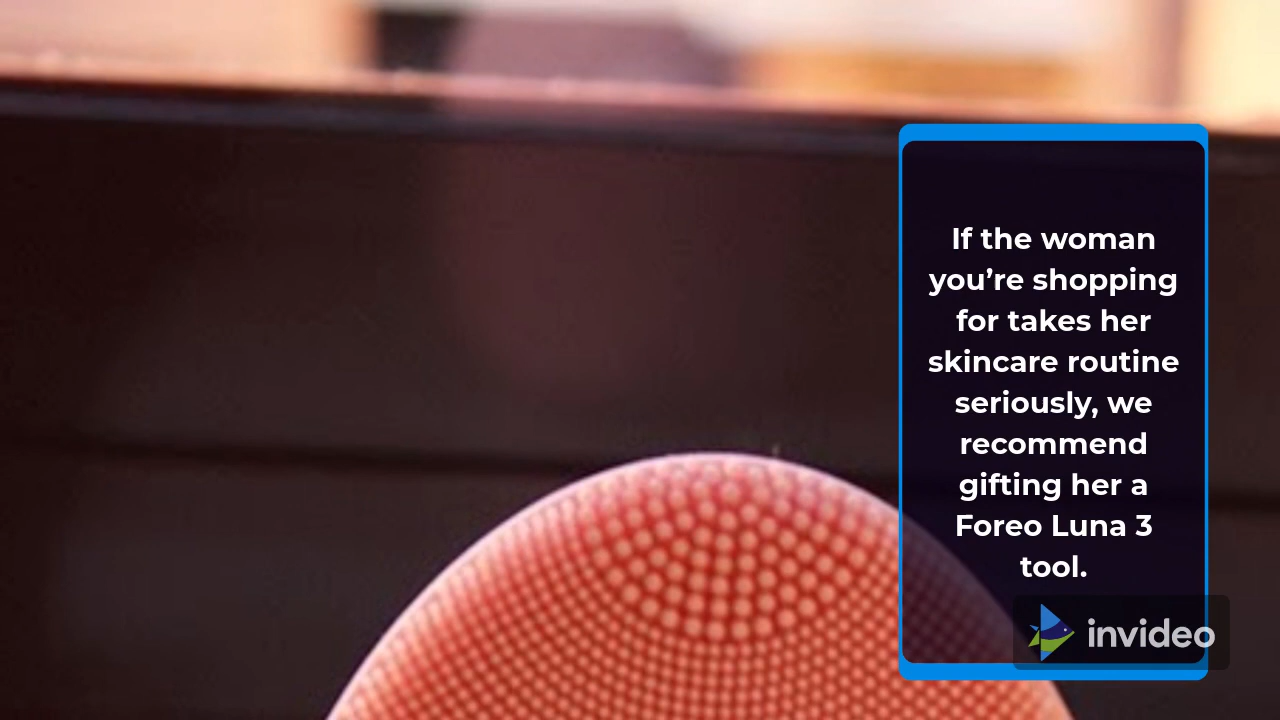 If the woman
you’re shopping
for takes her
skincare routine
seriously, we
recommend
gifting her a
Foreo Luna 3
tool.
invideo